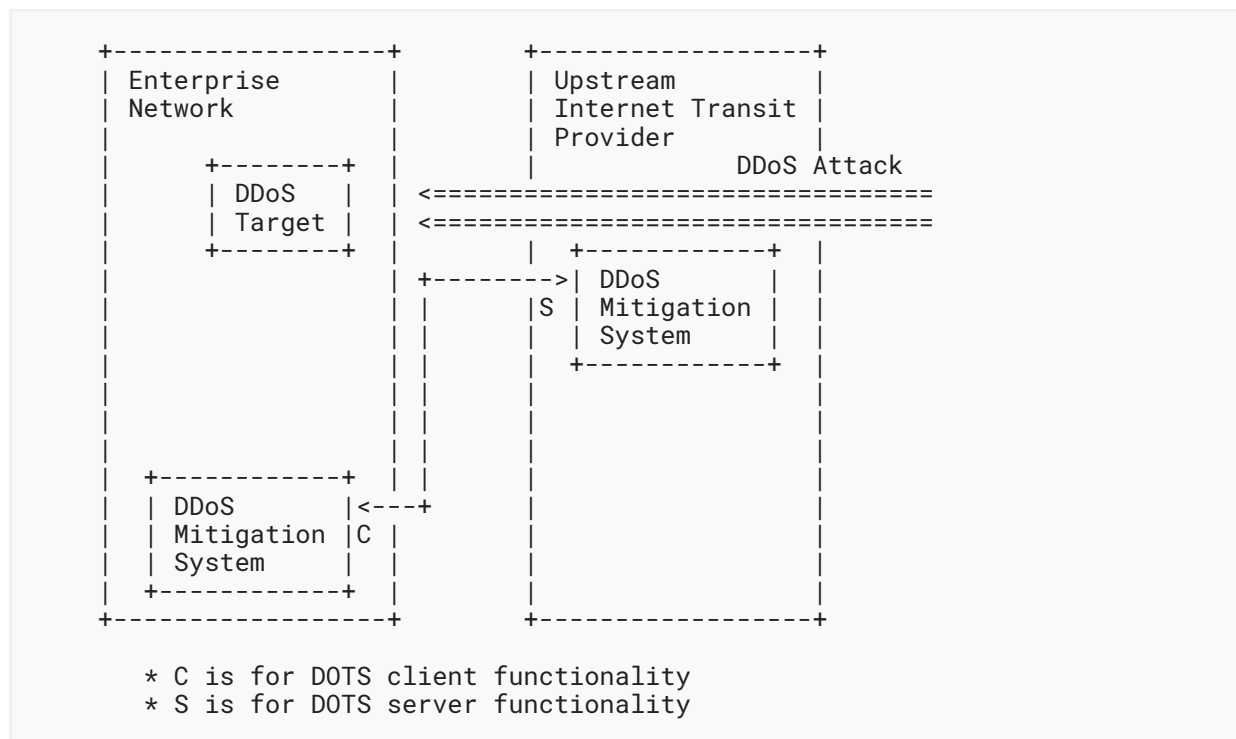 Enterprise
Network
Upstream
Internet Transit
Provider
DDoS Attack
DDoS
Target
DDoS
S Mitigation
System
DDoS
Mitigation C
System
* C is for DOTS client functionality
* S is for DOTS server functionality